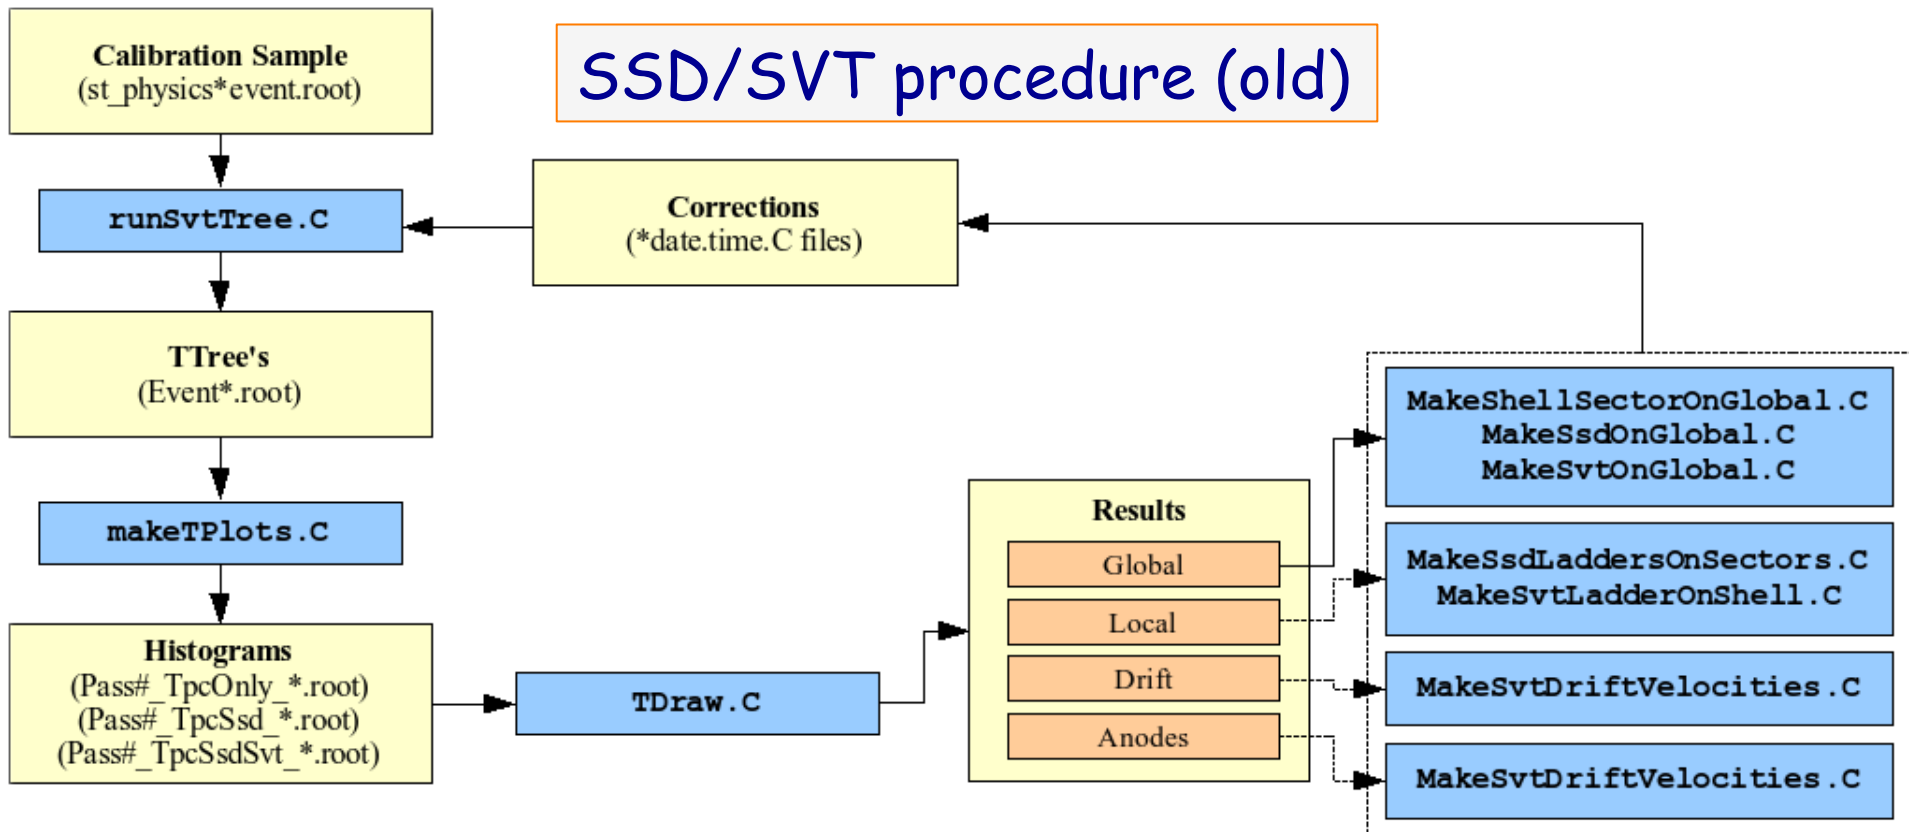 SSD/SVT procedure (old)
Calibration Sample
(st_physics*event.root)
runSvtTree.C
Corrections
(*date.time.C files)
TTree's
(Event*.root)
makeTPlots.C
Histograms
(Pass#_TpcOnly_*.root)
(Pass#_TpcSsd_*.root)
(Pass#_TpcSsdSvt_*.root)
TDraw.C
Results
Global
Local
Drift
Anodes
MakeShellSectorOnGlobal.C
MakeSsdOnGlobal.C
MakeSvtOnGlobal.C
MakeSsdLaddersOnSectors.C
MakeSvtLadderOnShell.C
MakeSvtDriftVelocities.C
MakeSvtDriftVelocities.C